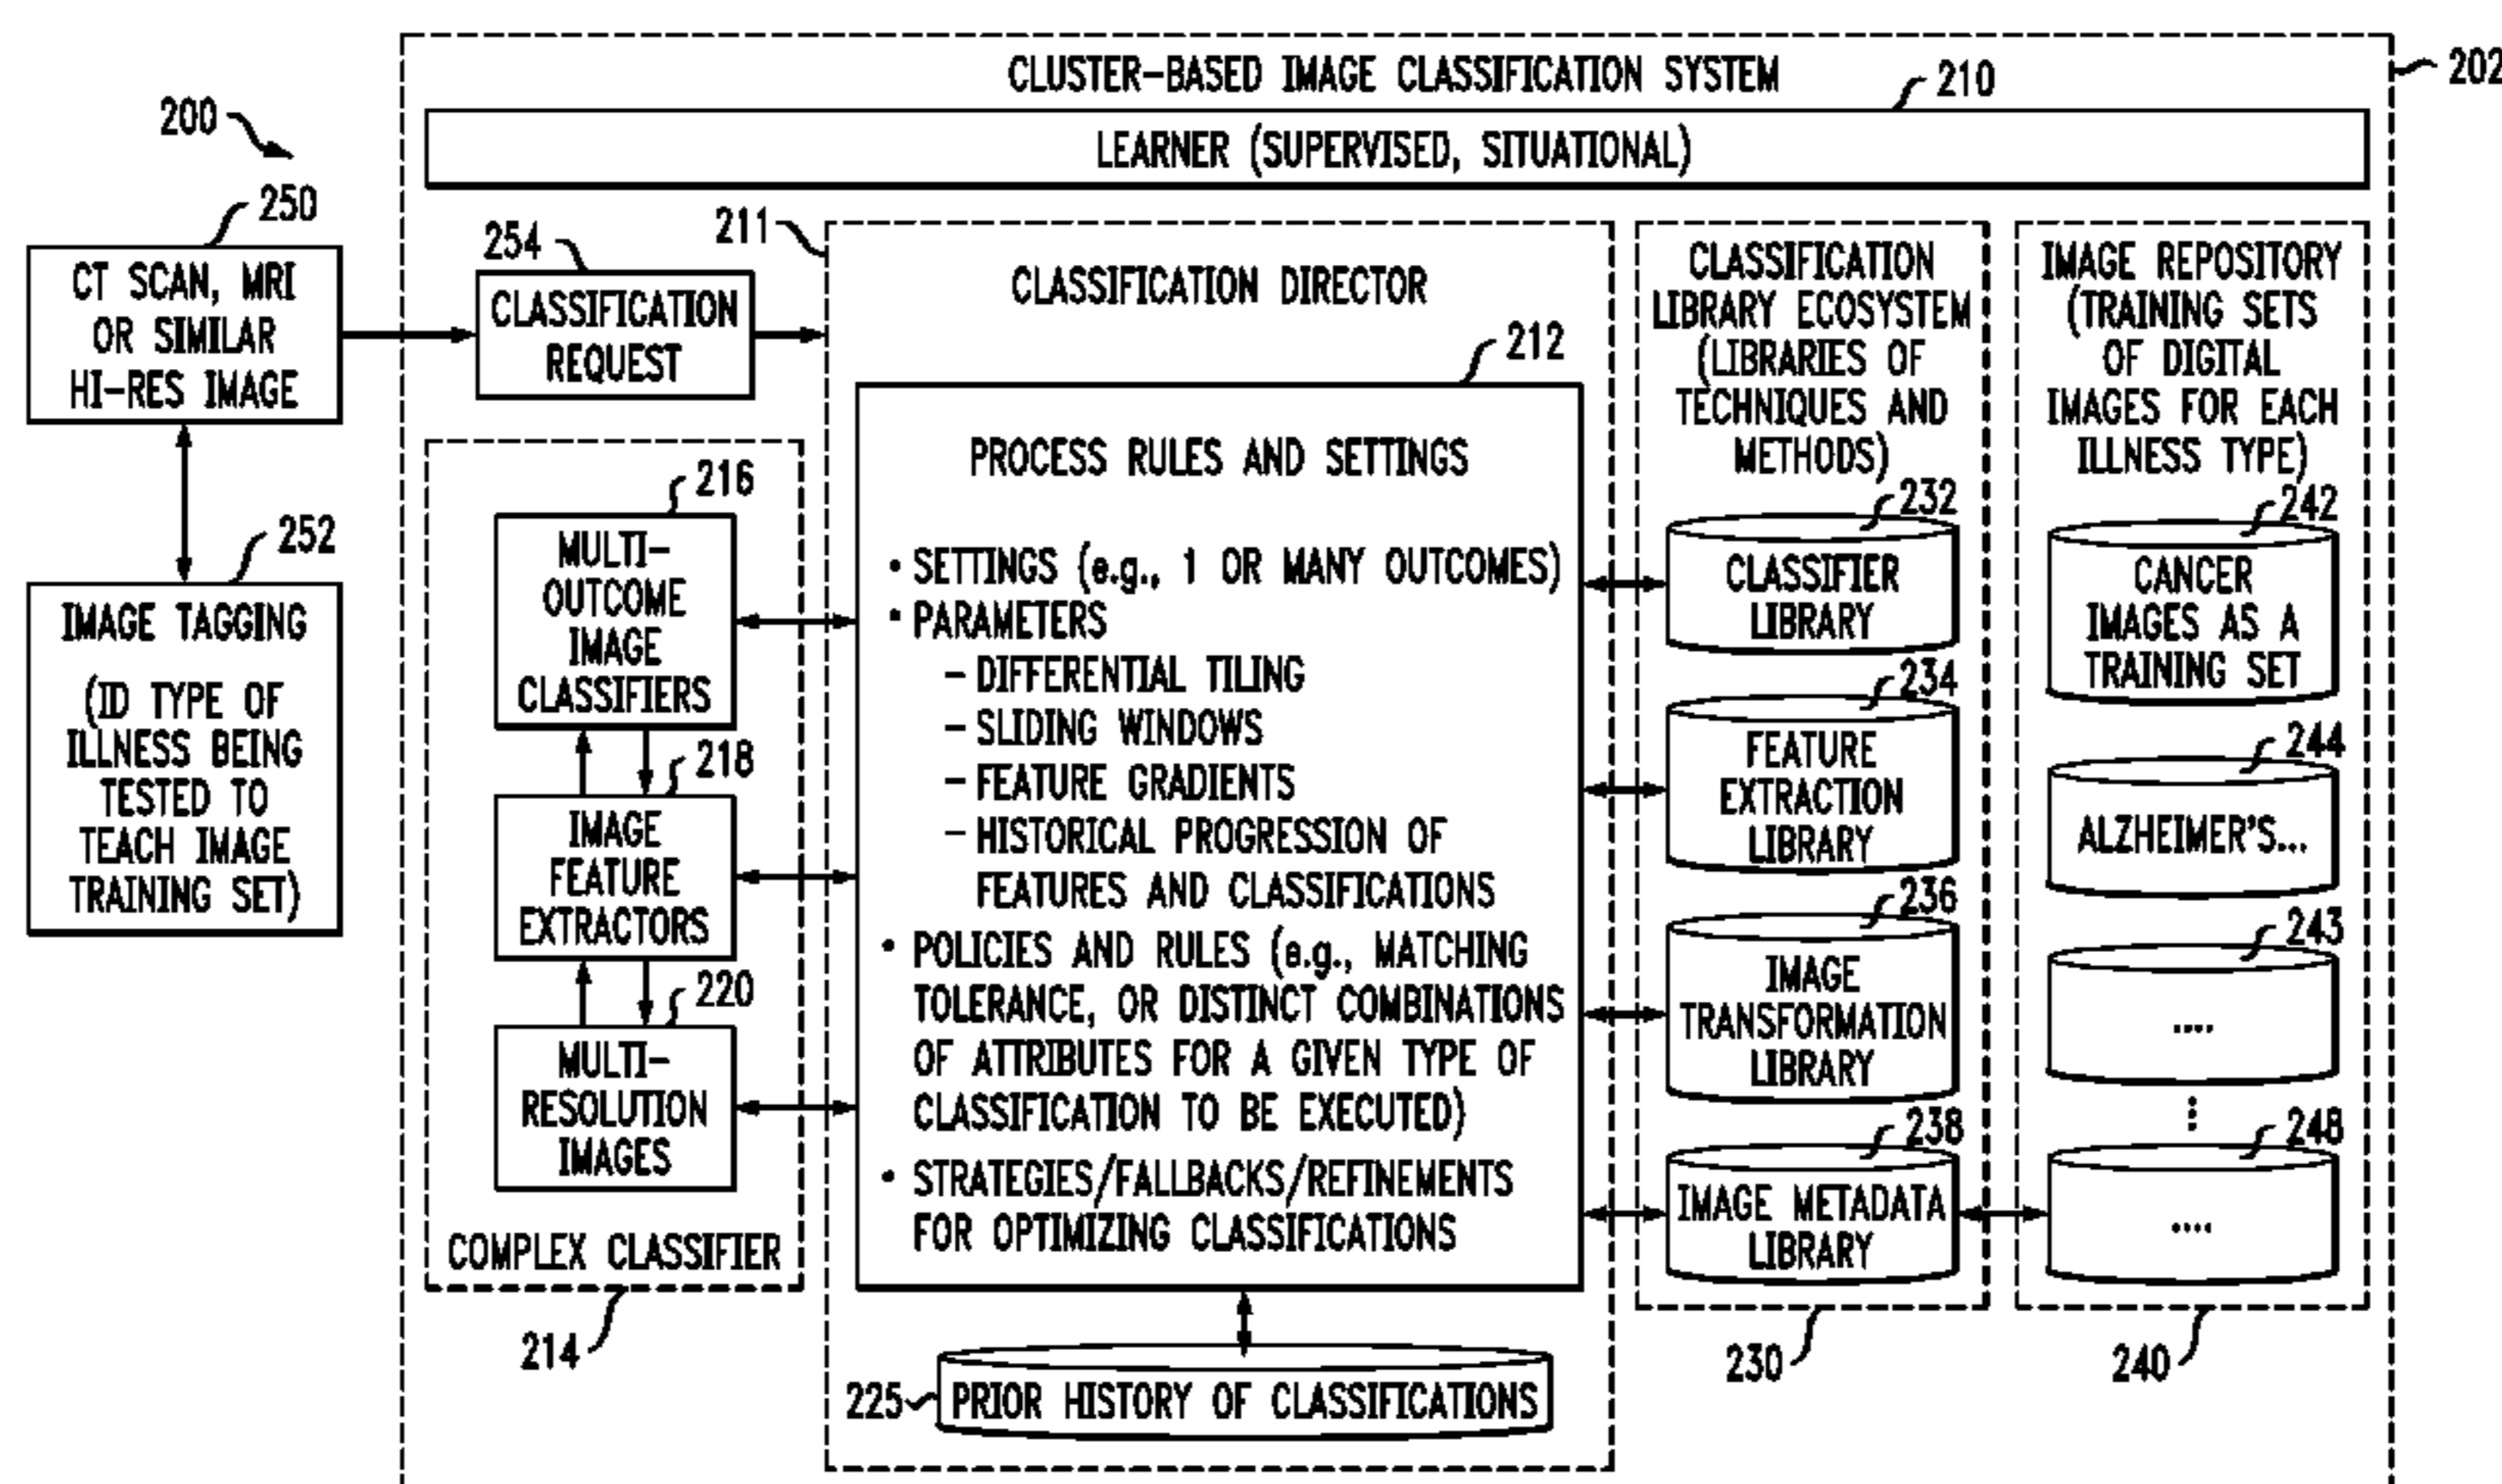 CLUSTER-BASED IMAGE CLASSIFICATION SYSTEM
202
210
LEARNER (SUPERVISED, SITUATIONAL)
200
250
CT SCAN, MRI
OR SIMILAR
HI-RES IMAGE
252
IMAGE TAGGING
(ID TYPE OF
ILLNESS BEING
TESTED TO
TEACH IMAGE
TRAINING SET)
254
CLASSIFICATION
REQUEST
216
MULTI-
OUTCOME
IMAGE
CLASSIFIERS
218
IMAGE
FEATURE
EXTRACTORS
220
MULTI-
RESOLUTION
IMAGES
COMPLEX CLASSIFIER
214
211
CLASSIFICATION DIRECTOR
212
PROCESS RULES AND SETTINGS
• SETTINGS (e.g., 1 OR MANY OUTCOMES)
• PARAMETERS
– DIFFERENTIAL TILING
– SLIDING WINDOWS
– FEATURE GRADIENTS
– HISTORICAL PROGRESSION OF
FEATURES AND CLASSIFICATIONS
• POLICIES AND RULES (e.g., MATCHING
TOLERANCE, OR DISTINCT COMBINATIONS
OF ATTRIBUTES FOR A GIVEN TYPE OF
CLASSIFICATION TO BE EXECUTED)
• STRATEGIES/FALLBACKS/REFINEMENTS
FOR OPTIMIZING CLASSIFICATIONS
225
PRIOR HISTORY OF CLASSIFICATIONS
CLASSIFICATION
LIBRARY ECOSYSTEM
(LIBRARIES OF
TECHNIQUES AND
METHODS)
232
CLASSIFIER
LIBRARY
234
FEATURE
EXTRACTION
LIBRARY
236
IMAGE
TRANSFORMATION
LIBRARY
238
IMAGE METADATA
LIBRARY
230
IMAGE REPOSITORY
(TRAINING SETS
OF DIGITAL
IMAGES FOR EACH
ILLNESS TYPE)
242
CANCER
IMAGES AS A
TRAINING SET
244
ALZHEIMER'S...
243
....
248
....
240